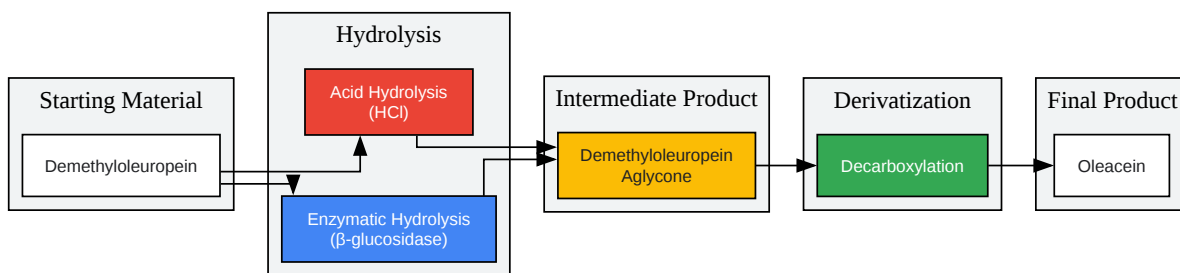 Starting Material
Demethyloleuropein
Hydrolysis
Acid Hydrolysis
(HCl)
Enzymatic Hydrolysis
(β-glucosidase)
Intermediate Product
Demethyloleuropein
Aglycone
Derivatization
Decarboxylation
Final Product
Oleacein